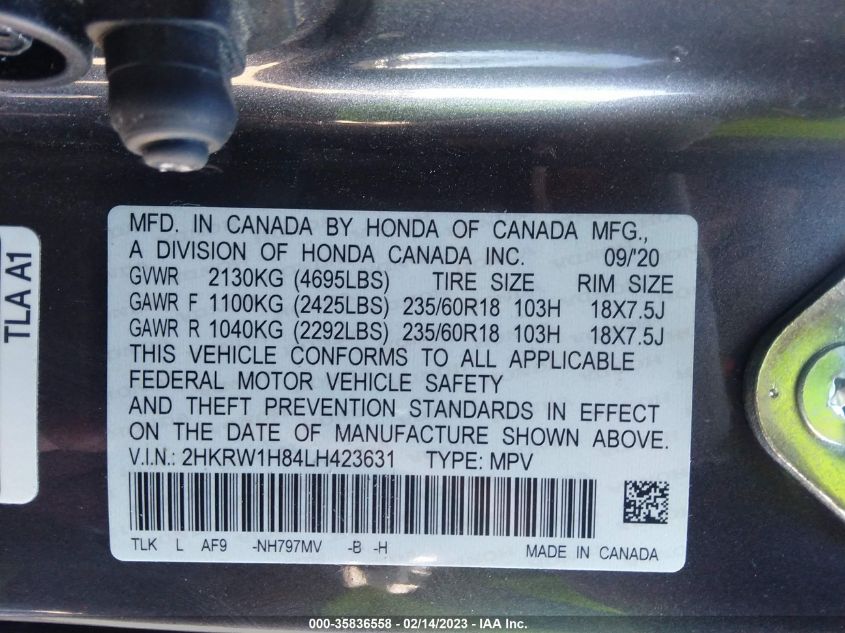 MFD. IN CANADA BY HONDA OF CANADA MFG.,
A DIVISION OF HONDA CANADA INC. 09/'20
GVWR 2130KG (4695LBS) TIRE SIZE RIM SIZE
GAWR F 1100KG (2425LBS) 235/60R18 103H 18X7.5J
GAWR R 1040KG (2292LBS) 235/60R18 103H 18X7.5J
THIS VEHICLE CONFORMS TO ALL APPLICABLE
FEDERAL MOTOR VEHICLE SAFETY
AND THEFT PREVENTION STANDARDS IN EFFECT
ON THE DATE OF MANUFACTURE SHOWN ABOVE.
V.I.N.: 2HKRW1H84LH423631 TYPE: MPV
TLK L AF9 -NH797MV -B -H MADE IN CANADA
TLA A1
000-35836558 - 02/14/2023 - IAA Inc.